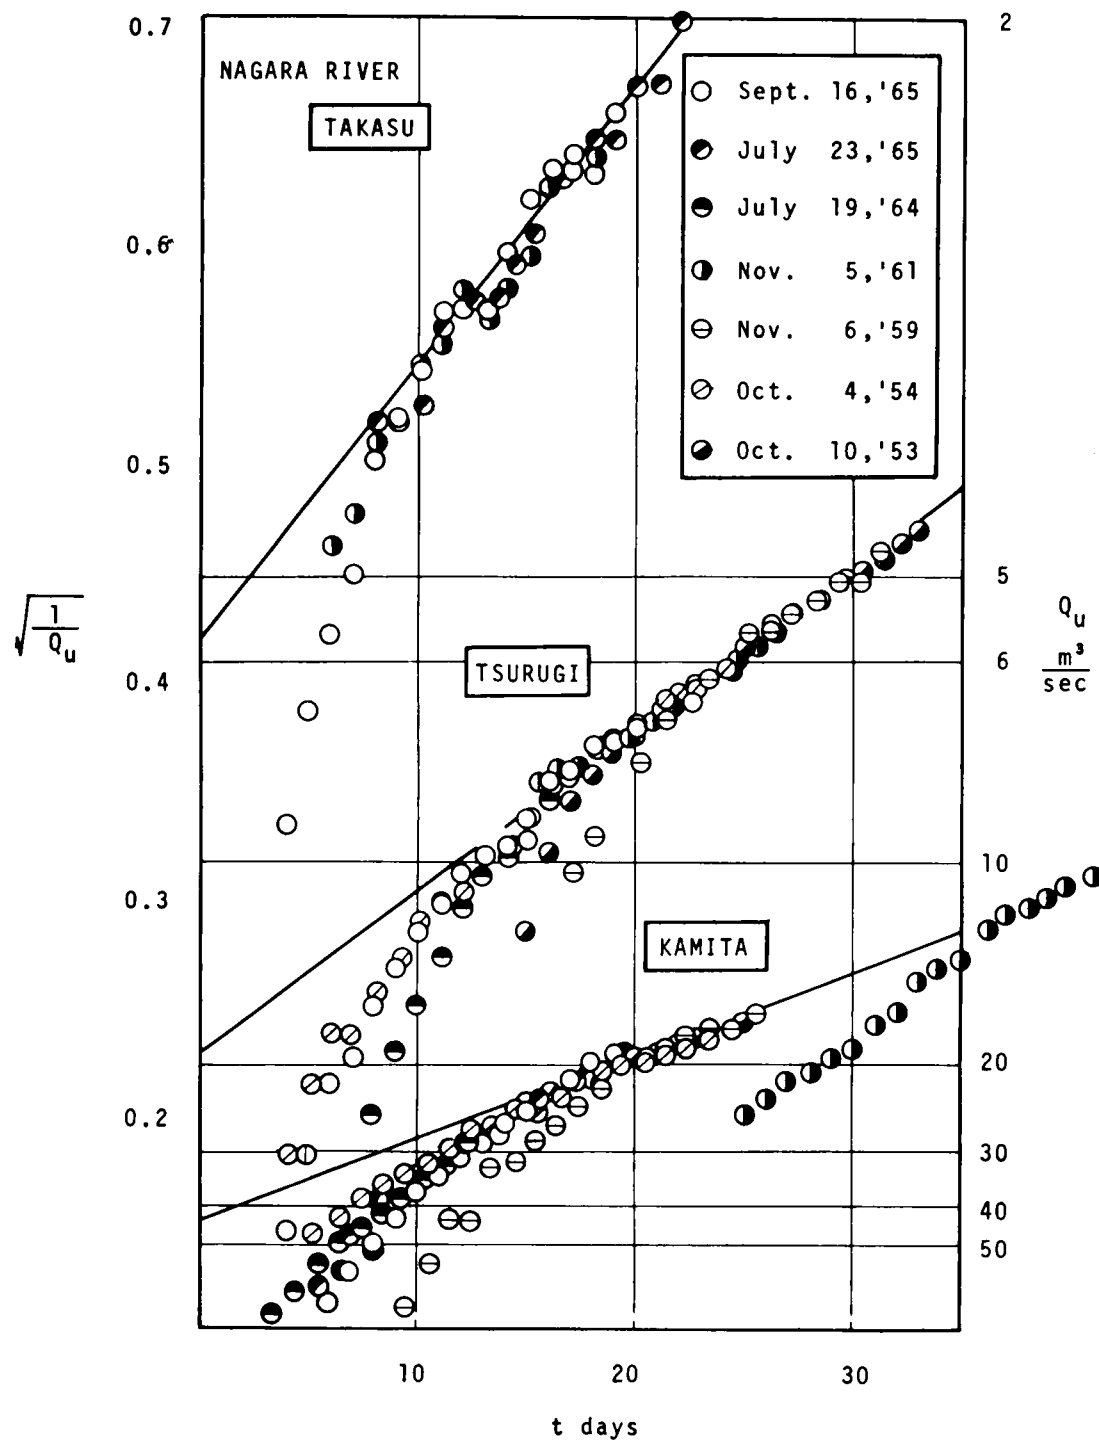 NAGARA RIVER
TAKASU
Sept. 16,'65
July 23,'65
July 19,'64
Nov. 5,'61
Nov. 6,'59
Oct. 4,'54
Oct. 10,'53
TSURUGI
KAMITA
0.7
0.6
0.5
0.4
0.3
0.2
√1/Qu
2
5
6
10
20
30
40
50
Qu
m³
sec
10
20
30
t days